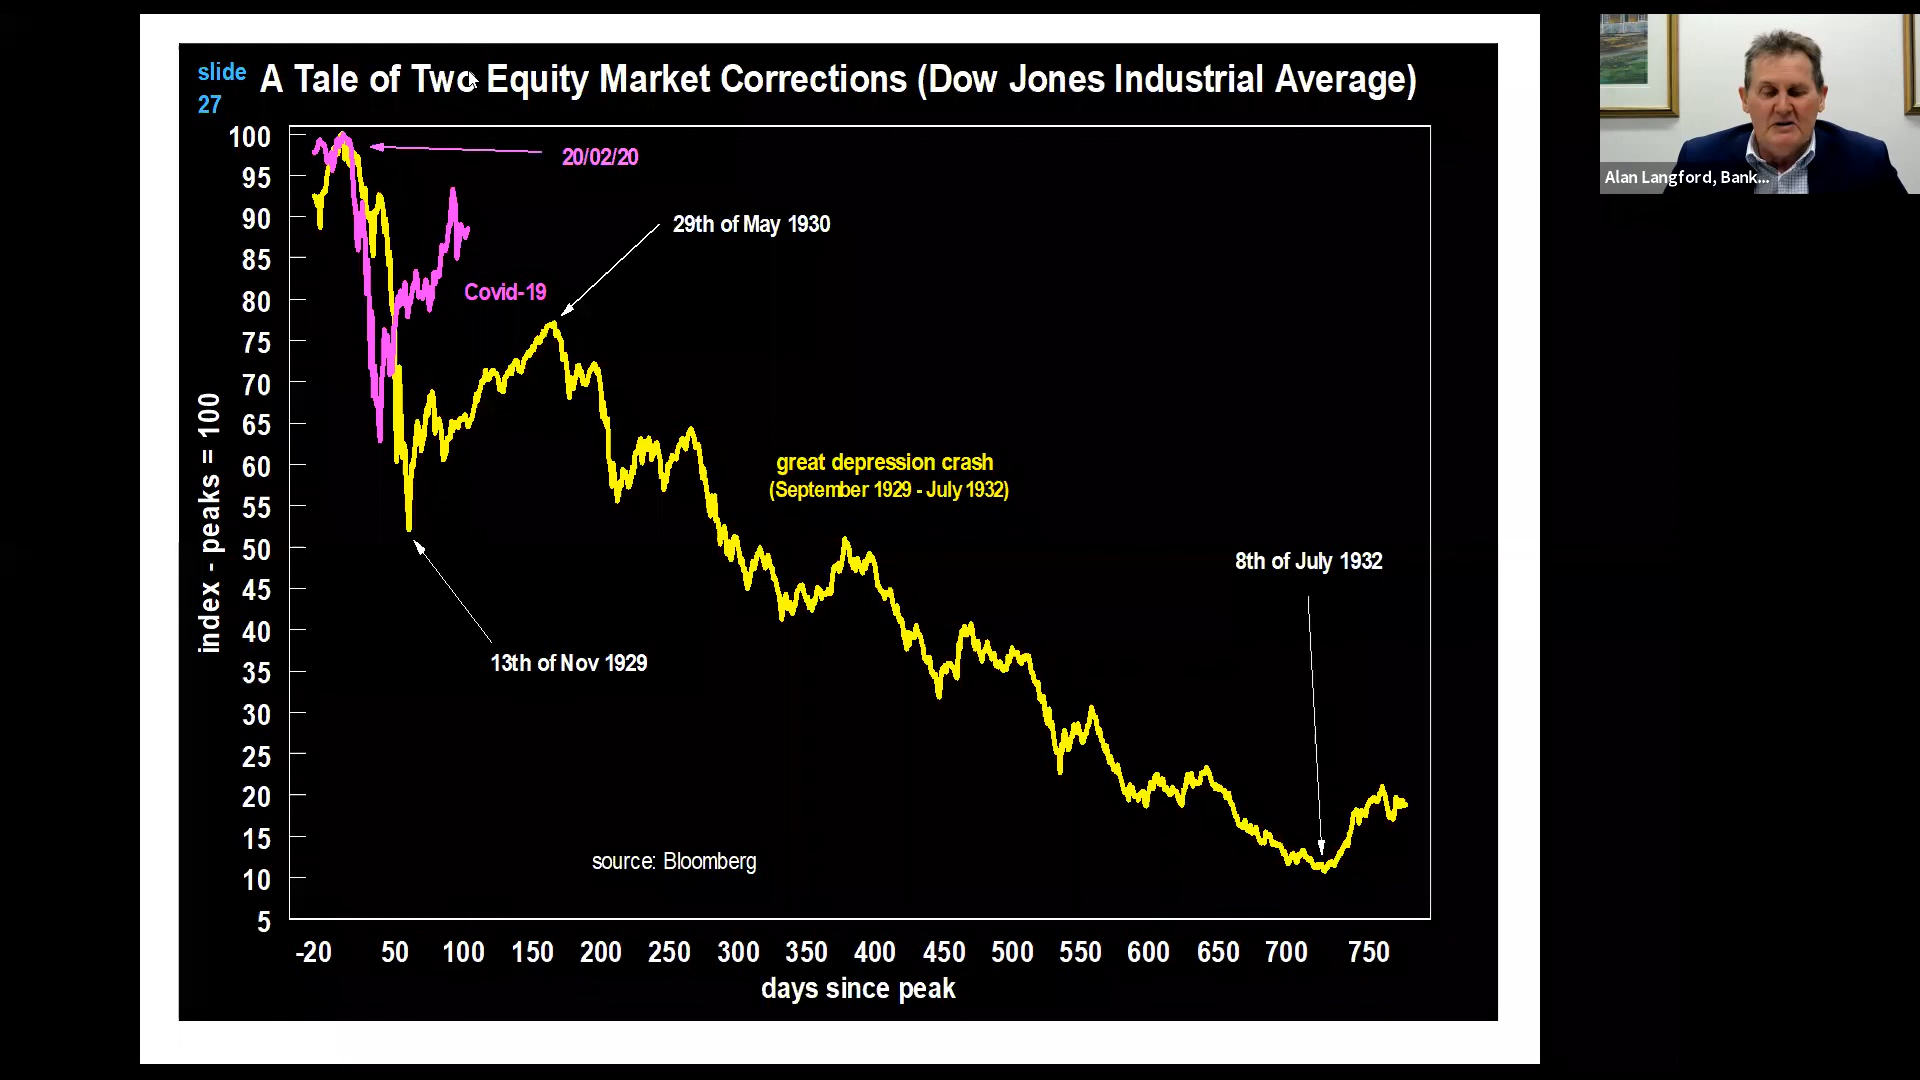 slide
27
A Tale of Two Equity Market Corrections (Dow Jones Industrial Average)
100
95
90
85
80
75
70
65
60
55
50
45
40
35
30
25
20
15
10
5
index - peaks = 100
20/02/20
29th of May 1930
Covid-19
great depression crash
(September 1929 - July 1932)
8th of July 1932
13th of Nov 1929
source: Bloomberg
-20 50 100 150 200 250 300 350 400 450 500 550 600 650 700 750
days since peak
Alan Langford, Bank...